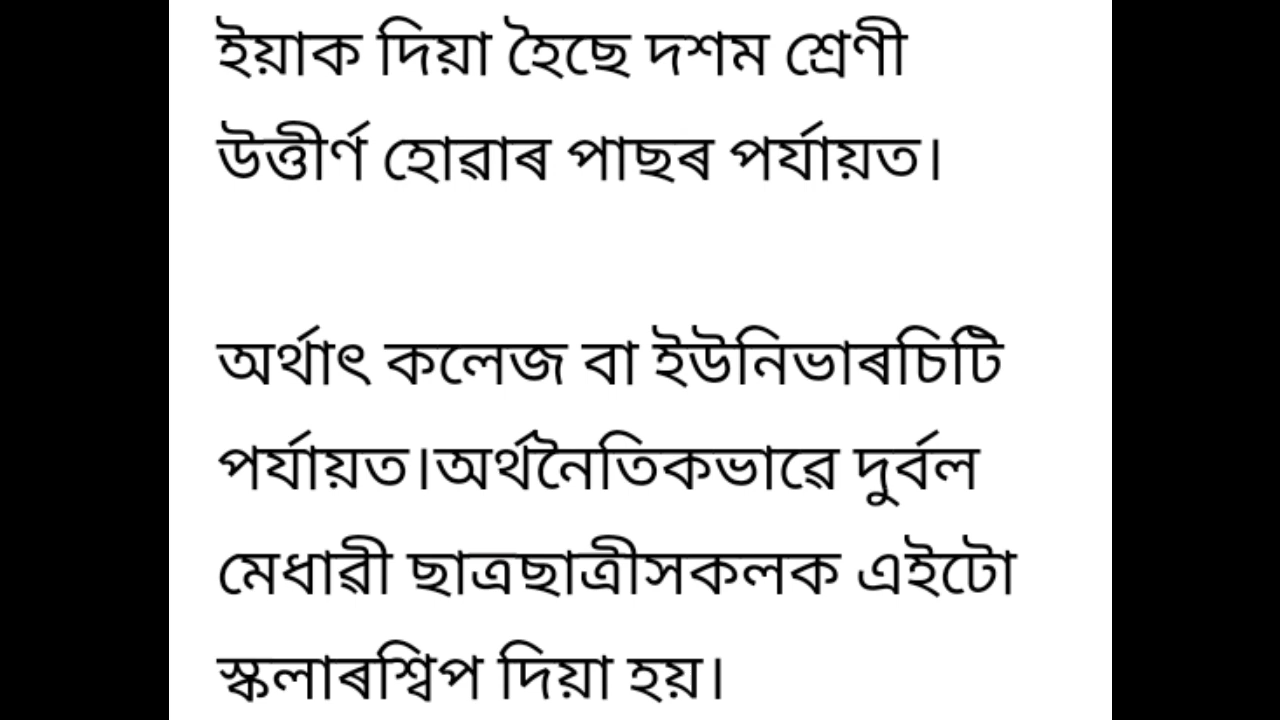 ইয়াক দিয়া হৈছে দশম শ্ৰেণী
উত্তীৰ্ণ হোৱাৰ পাছৰ পৰ্যায়ত।
অৰ্থাৎ কলেজ বা ইউনিভাৰচিটি
পৰ্যায়ত।অৰ্থনৈতিকভাৱে দুৰ্বল
মেধাৱী ছাত্ৰছাত্ৰীসকলক এইটো
স্কলাৰশ্বিপ দিয়া হয়।